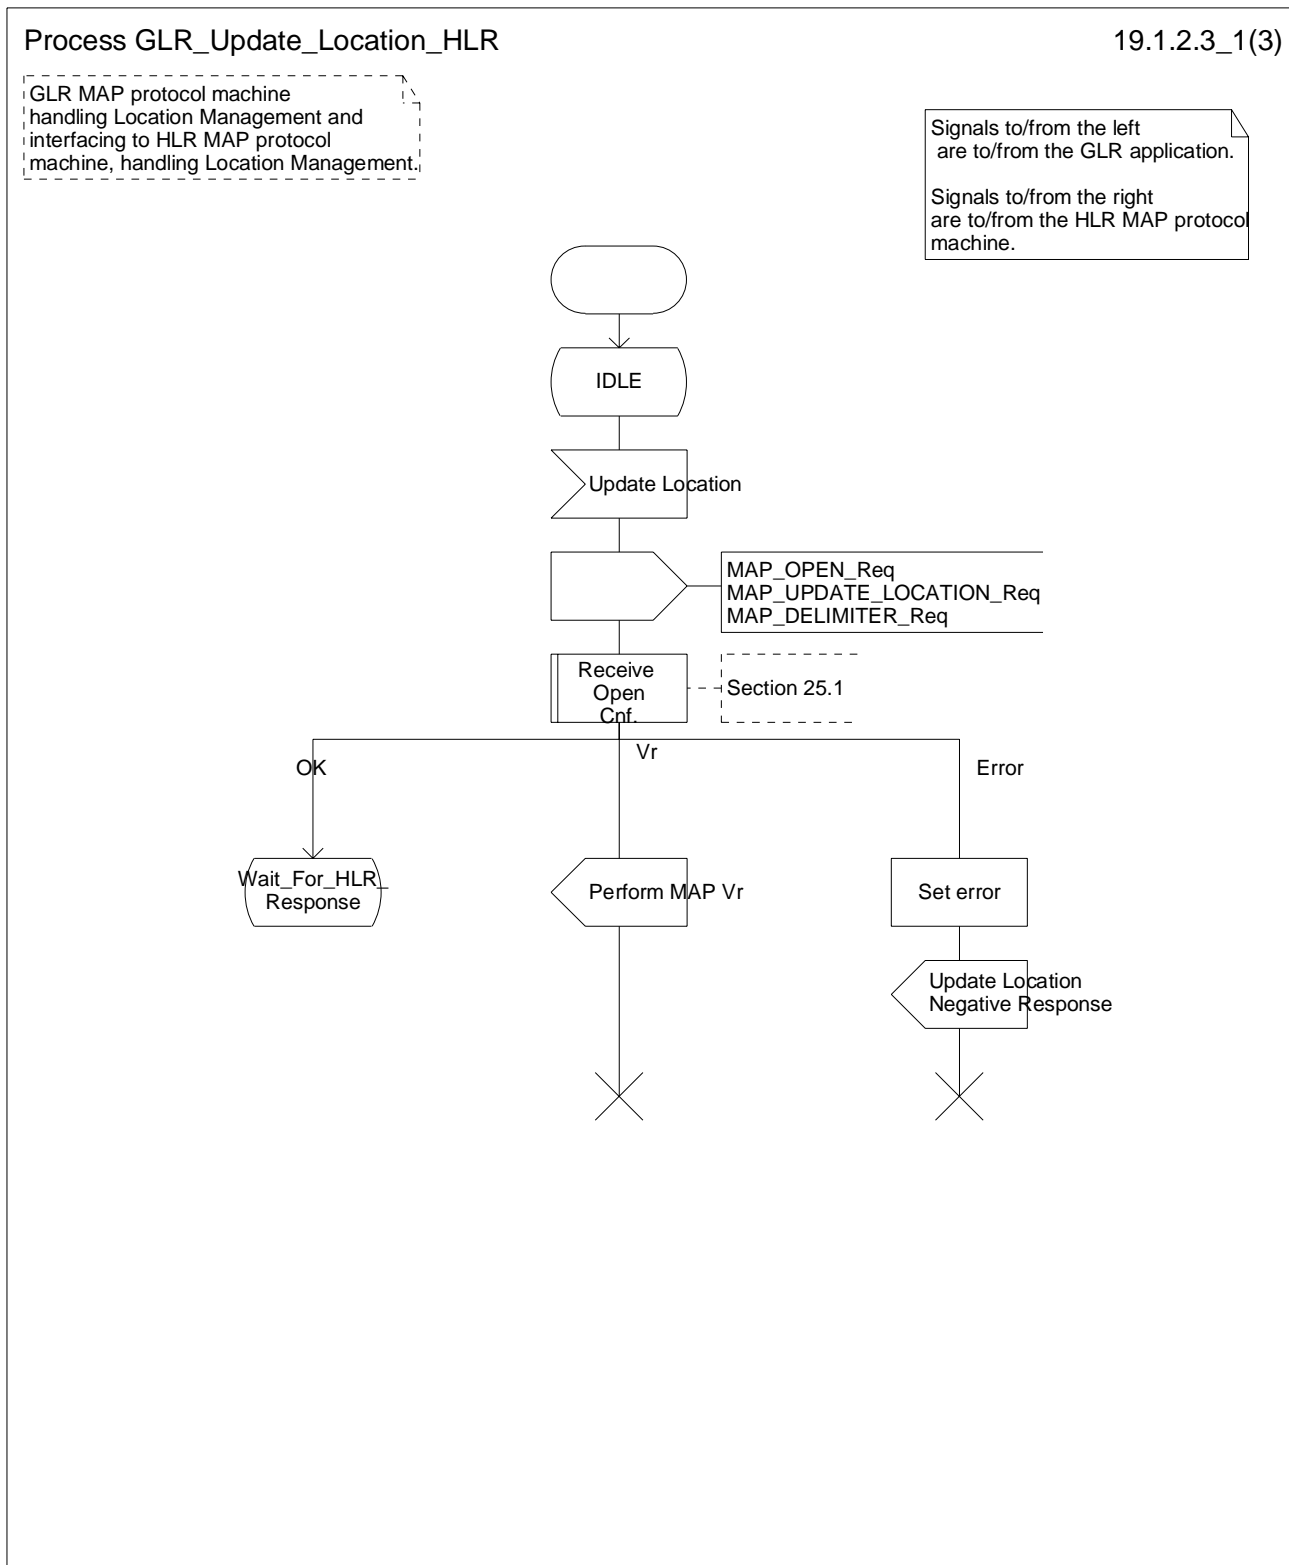 Process GLR_Update_Location_HLR
19.1.2.3_1(3)
GLR MAP protocol machine
handling Location Management and
interfacing to HLR MAP protocol
machine, handling Location Management.
Signals to/from the left
are to/from the GLR application.
Signals to/from the right
are to/from the HLR MAP protocol
machine.
IDLE
Update Location
MAP_OPEN_Req
MAP_UPDATE_LOCATION_Req
MAP_DELIMITER_Req
Receive
Open
Cnf.
Section 25.1
OK
Vr
Error
Wait_For_HLR_
Response
Perform MAP Vr
Set error
Update Location
Negative Response